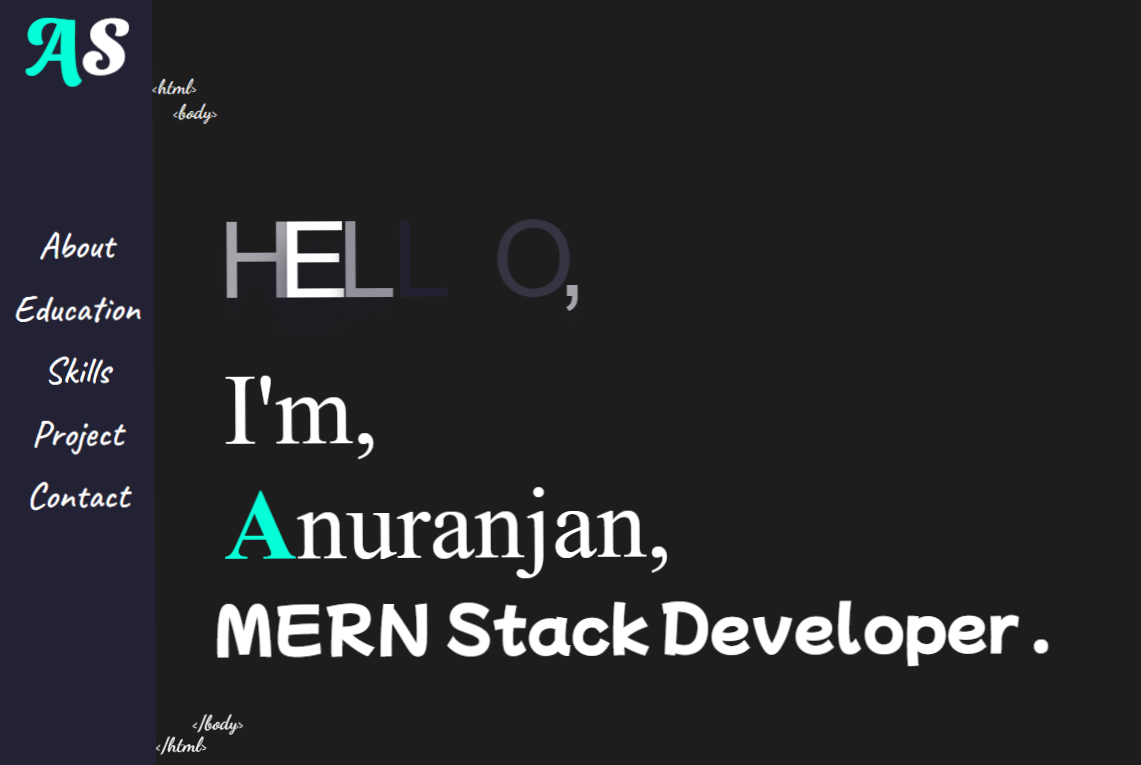 AS
About
Education
Skills
Project
Contact
<html>
<body>
HELLO,
I'm,
Anuranjan,
MERN Stack Developer.
</body>
</html>